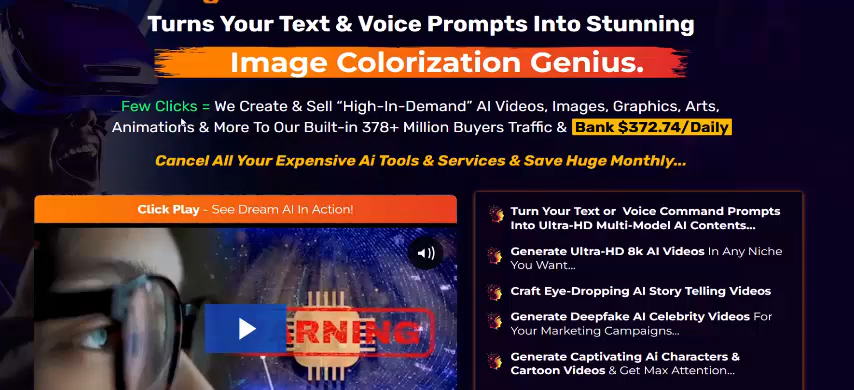 Turns Your Text & Voice Prompts Into Stunning
Image Colorization Genius.
Few Clicks = We Create & Sell “High-In-Demand” AI Videos, Images, Graphics, Arts,
Animations & More To Our Built-in 378+ Million Buyers Traffic & Bank $372.74/Daily
Cancel All Your Expensive Ai Tools & Services & Save Huge Monthly...
Click Play - See Dream AI In Action!
Turn Your Text or Voice Command Prompts
Into Ultra-HD Multi-Model AI Contents...
Generate Ultra-HD 8k AI Videos In Any Niche
You Want...
Craft Eye-Dropping AI Story Telling Videos
Generate Deepfake AI Celebrity Videos For
Your Marketing Campaigns...
Generate Captivating Ai Characters &
Cartoon Videos & Get Max Attention...